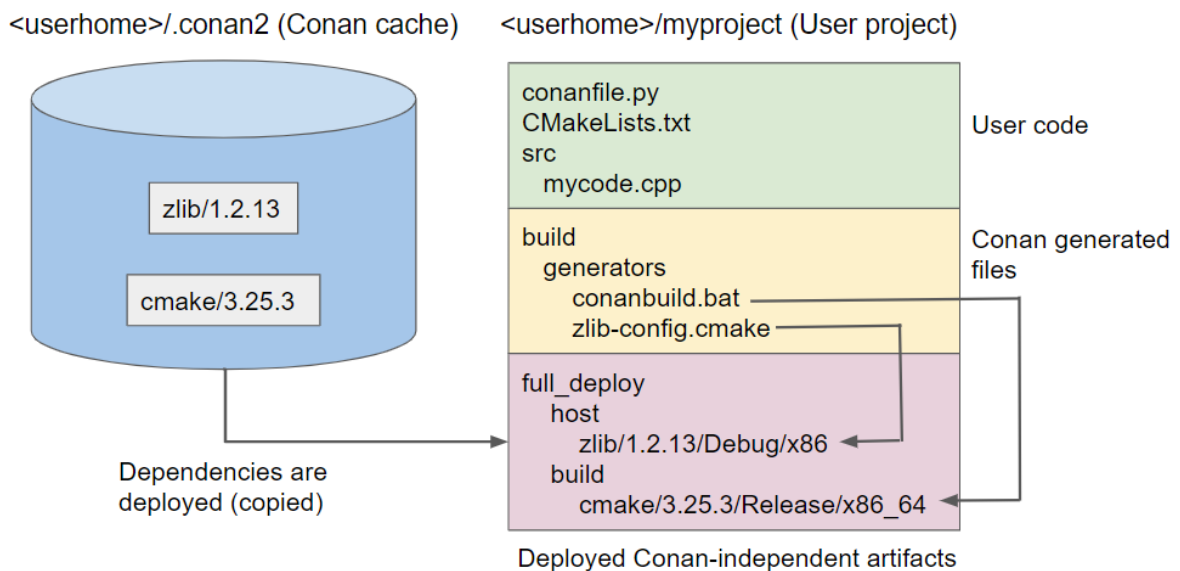 <userhome>/.conan2 (Conan cache)
<userhome>/myproject (User project)
zlib/1.2.13
cmake/3.25.3
Dependencies are
deployed (copied)
conanfile.py
CMakeLists.txt
src
mycode.cpp
User code
build
generators
conanbuild.bat
zlib-config.cmake
Conan generated
files
full_deploy
host
zlib/1.2.13/Debug/x86
build
cmake/3.25.3/Release/x86_64
Deployed Conan-independent artifacts